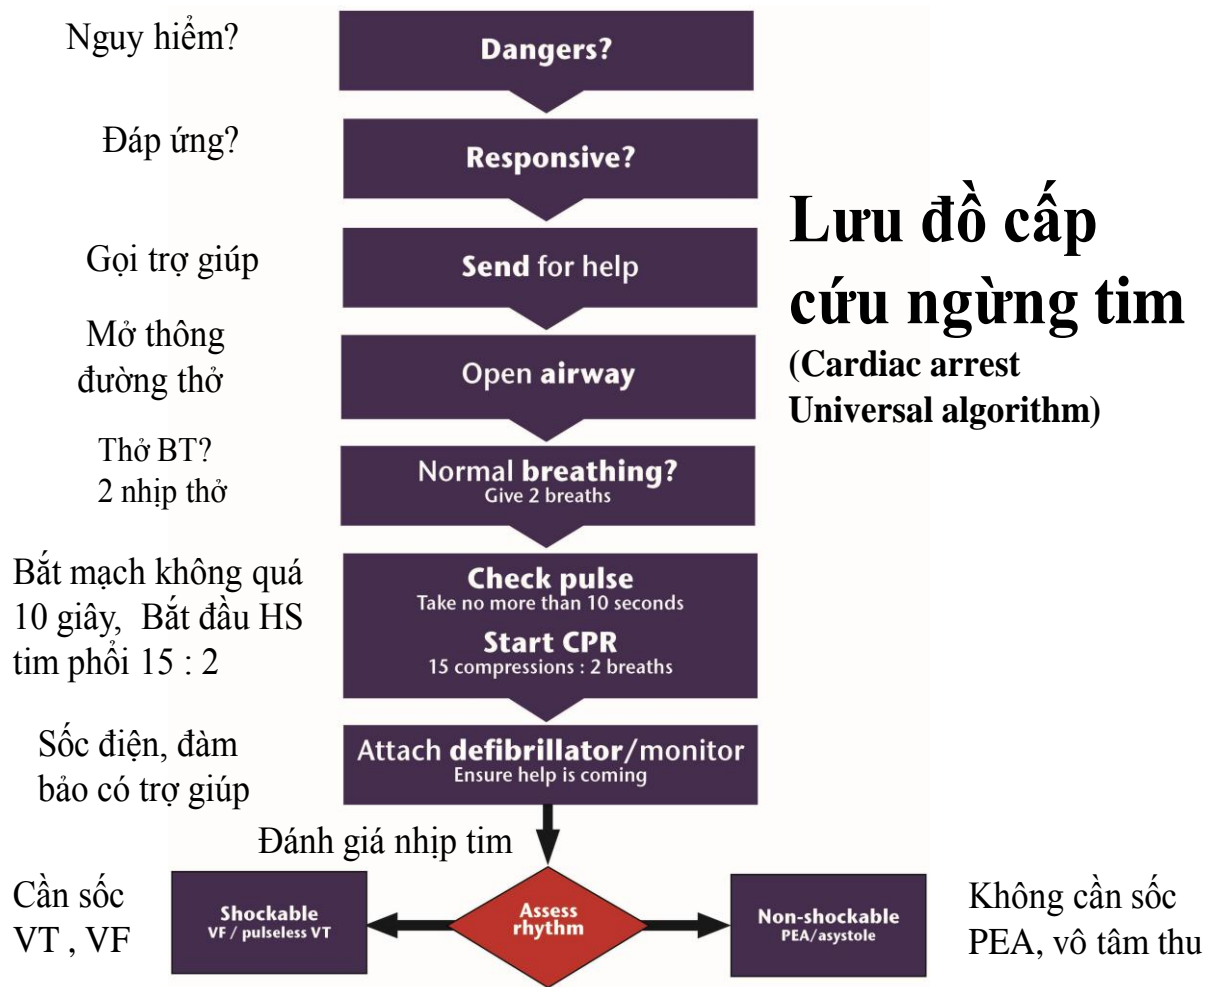 Nguy hiểm?
Dangers?
Đáp ứng?
Responsive?
Lưu đồ cấp
cứu ngừng tim
(Cardiac arrest
Universal algorithm)
Gọi trợ giúp
Send for help
Mở thông
đường thở
Open airway
Thở BT?
2 nhịp thở
Normal breathing?
Give 2 breaths
Bắt mạch không quá
10 giây, Bắt đầu HS
tim phổi 15 : 2
Check pulse
Take no more than 10 seconds
Start CPR
15 compressions : 2 breaths
Sốc điện, đàm
bảo có trợ giúp
Attach defibrillator/monitor
Ensure help is coming
Đánh giá nhịp tim
Cần sốc
VT , VF
Shockable
VF / pulseless VT
Assess
rhythm
Non-shockable
PEA/asystole
Không cần sốc
PEA, vô tâm thu